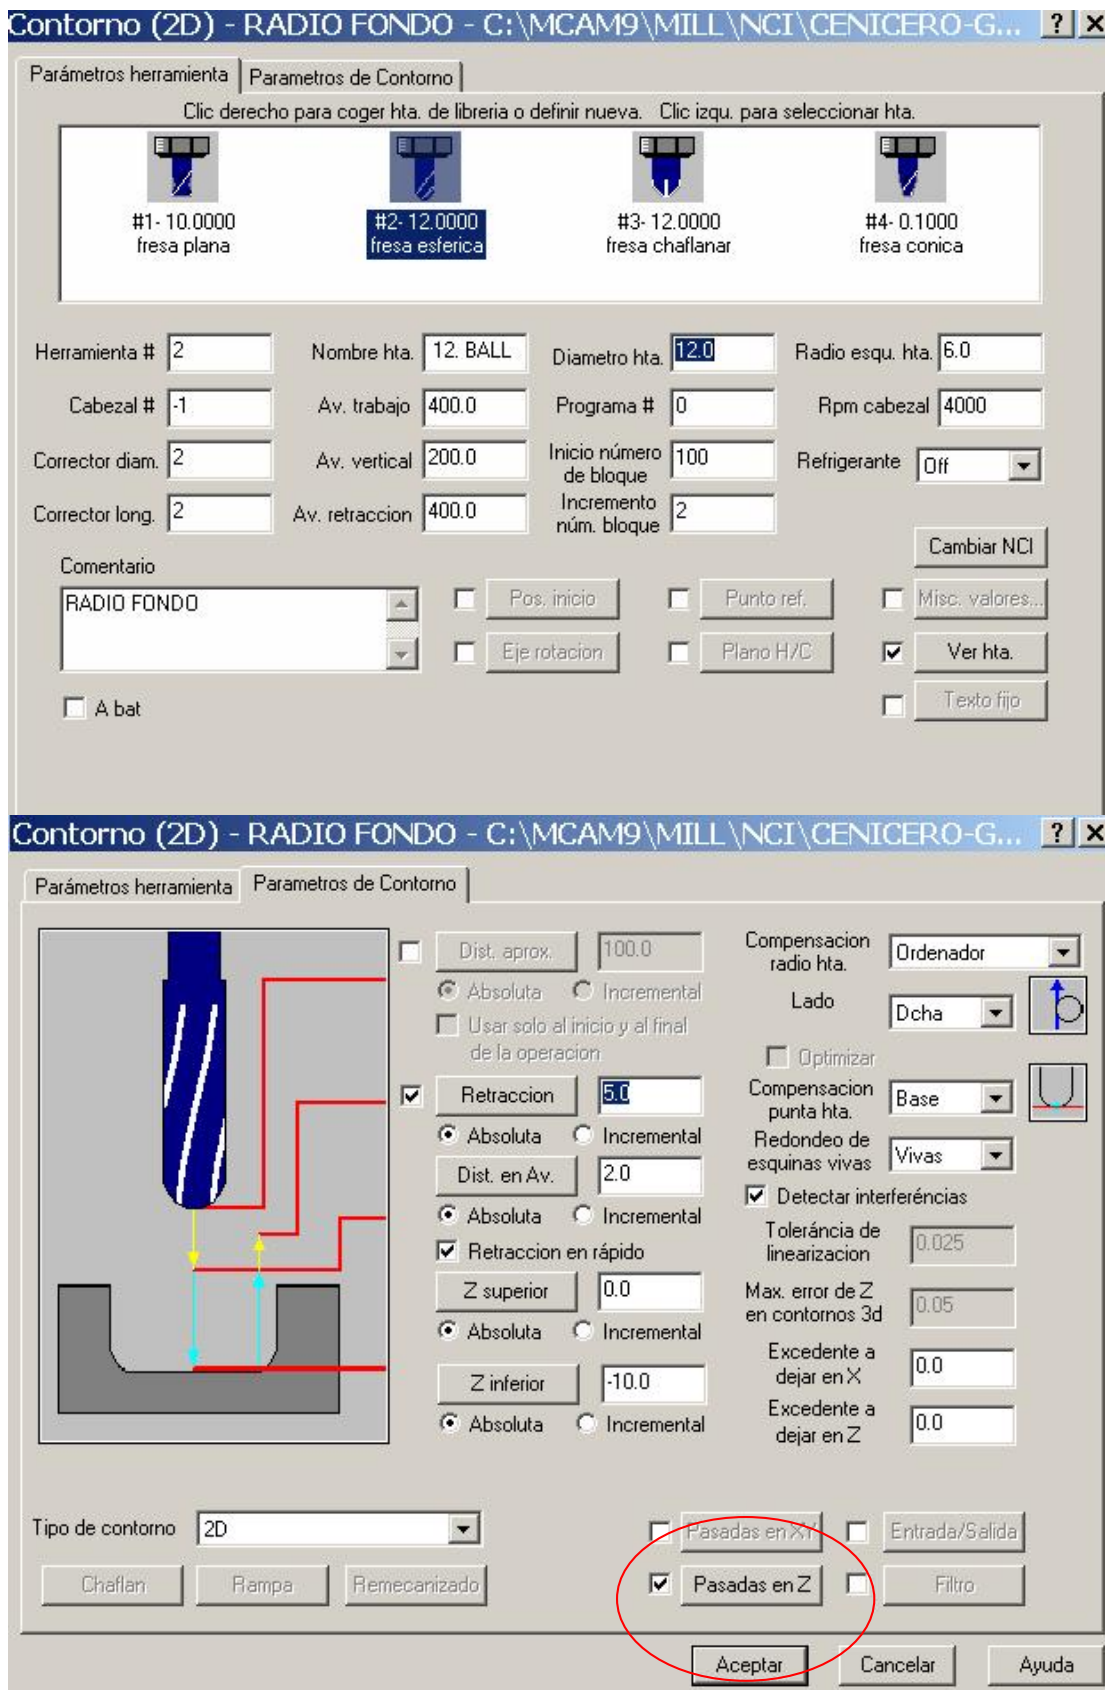 Contorno (2D) - RADIO FONDO - C:\MCAM9\MILL\NCI\CENICERO-G... ? X
Parámetros herramienta Parametros de Contorno
Clic derecho para coger hta. de libreria o definir nueva. Clic izqu. para seleccionar hta.
#1- 10.0000 #2- 12.0000 #3- 12.0000 #4- 0.1000
fresa plana fresa esferica fresa chaflanar fresa conica
Herramienta # 2 Nombre hta. 12. BALL Diametro hta. 12.0 Radio esqu. hta. 6.0
Cabezal # -1 Av. trabajo 400.0 Programa # 0 Rpm cabezal 4000
Corrector diam. 2 Av. vertical 200.0 Inicio número de bloque 100 Refrigerante Off
Corrector long. 2 Av. retraccion 400.0 Incremento núm. bloque 2
Cambiar NCI
Comentario
RADIO FONDO Pos. inicio Punto ref. Misc. valores...
Eje rotacion Plano H/C Ver hta.
A bat Texto fijo
Contorno (2D) - RADIO FONDO - C:\MCAM9\MILL\NCI\CENICERO-G... ? X
Parámetros herramienta Parametros de Contorno
Dist. aprox. 100.0 Compensacion radio hta. Ordenador
Absoluta Incremental Lado Dcha
Usar solo al inicio y al final
de la operacion Optimizar
Retraccion 5.0 Compensacion punta hta. Base
Absoluta Incremental Redondeo de esquinas vivas Vivas
Dist. en Av. 2.0
Absoluta Incremental Detectar interferéncias
Retraccion en rápido Toleráncia de linearizacion 0.025
Z superior 0.0 Max. error de Z en contornos 3d 0.05
Absoluta Incremental
Z inferior -10.0 Excedente a dejar en X 0.0
Absoluta Incremental Excedente a dejar en Z 0.0
Tipo de contorno 2D Pasadas en XY Entrada/Salida
Chaflan Rampa Remecanizado Pasadas en Z Filtro
Aceptar Cancelar Ayuda